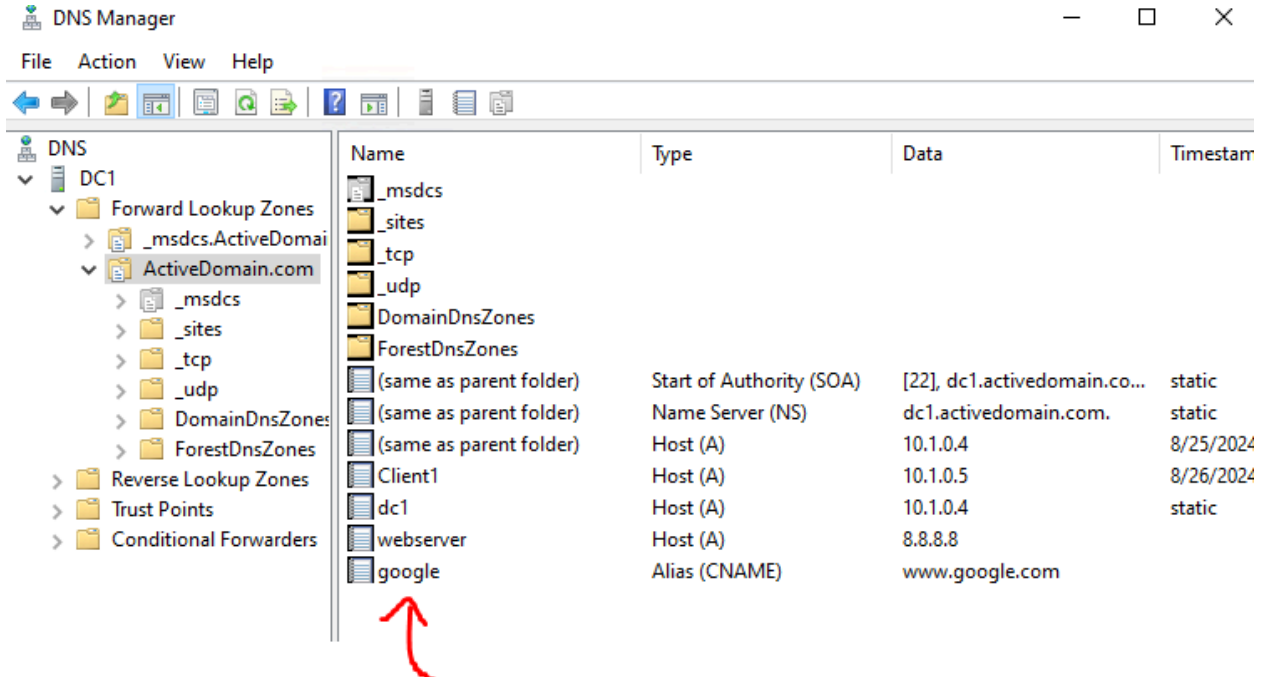 DNS Manager
File Action View Help
DNS
DC1
Forward Lookup Zones
_msdcs.ActiveDomai
ActiveDomain.com
_msdcs
_sites
_tcp
_udp
DomainDnsZones
ForestDnsZones
Reverse Lookup Zones
Trust Points
Conditional Forwarders
Name Type Data Timestam
_msdcs
_sites
_tcp
_udp
DomainDnsZones
ForestDnsZones
(same as parent folder) Start of Authority (SOA) [22], dc1.activedomain.co... static
(same as parent folder) Name Server (NS) dc1.activedomain.com. static
(same as parent folder) Host (A) 10.1.0.4 8/25/2024
Client1 Host (A) 10.1.0.5 8/26/2024
dc1 Host (A) 10.1.0.4 static
webserver Host (A) 8.8.8.8
google Alias (CNAME) www.google.com